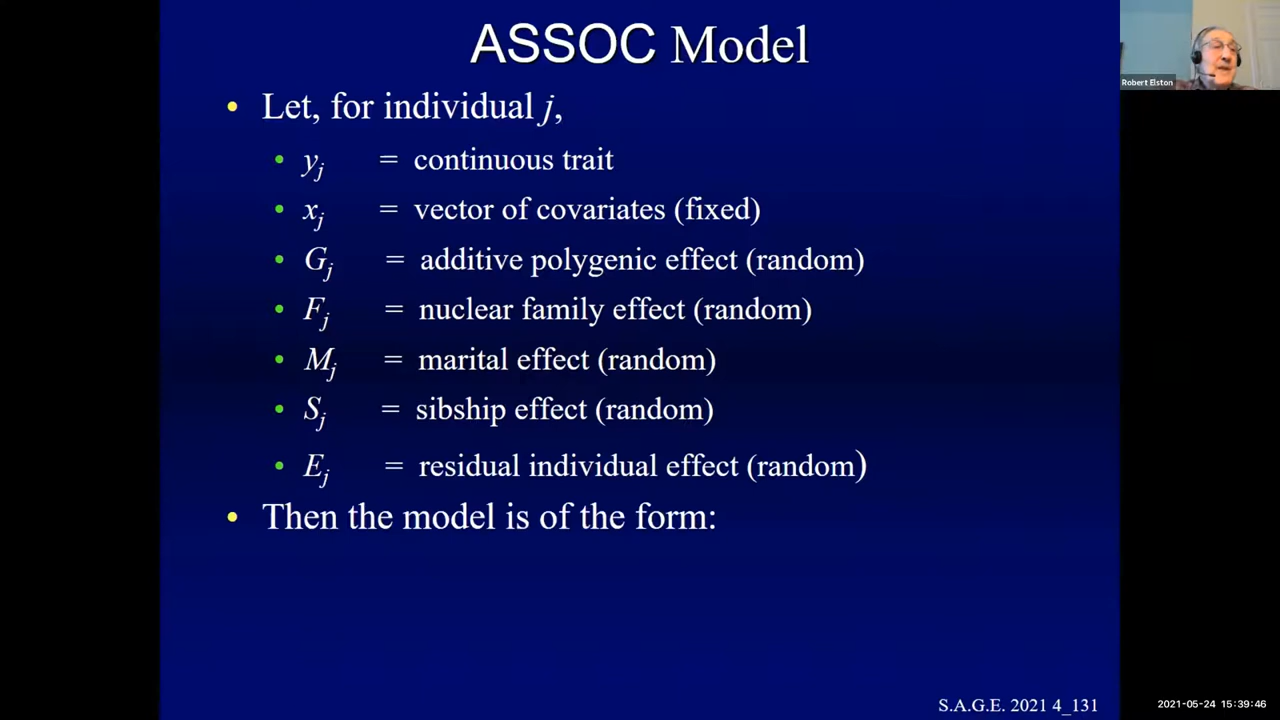 ASSOC Model
• Let, for individual j,
• yj = continuous trait
• xj = vector of covariates (fixed)
• Gj = additive polygenic effect (random)
• Fj = nuclear family effect (random)
• Mj = marital effect (random)
• Sj = sibship effect (random)
• Ej = residual individual effect (random)
• Then the model is of the form:
S.A.G.E. 2021 4_131
Robert Elston
2021-05-24 15:39:46